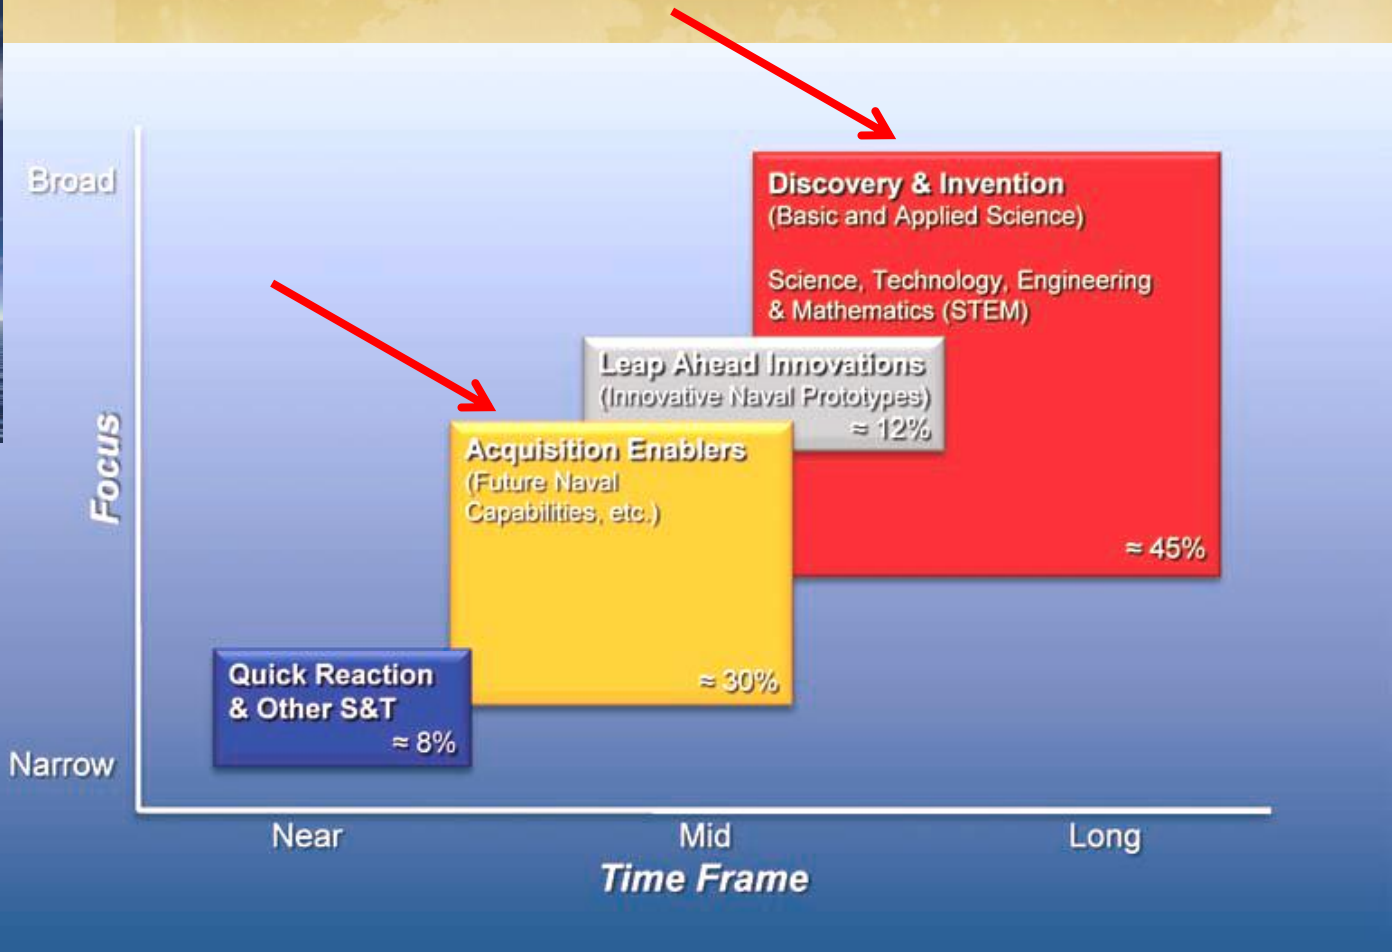 Broad
Discovery & Invention
(Basic and Applied Science)
Science, Technology, Engineering
& Mathematics (STEM)
Leap Ahead Innovations
(Innovative Naval Prototypes)
≈ 12%
Focus
Acquisition Enablers
(Future Naval
Capabilities, etc.)
≈ 45%
≈ 30%
Quick Reaction
& Other S&T
≈ 8%
Narrow
Near
Mid
Long
Time Frame